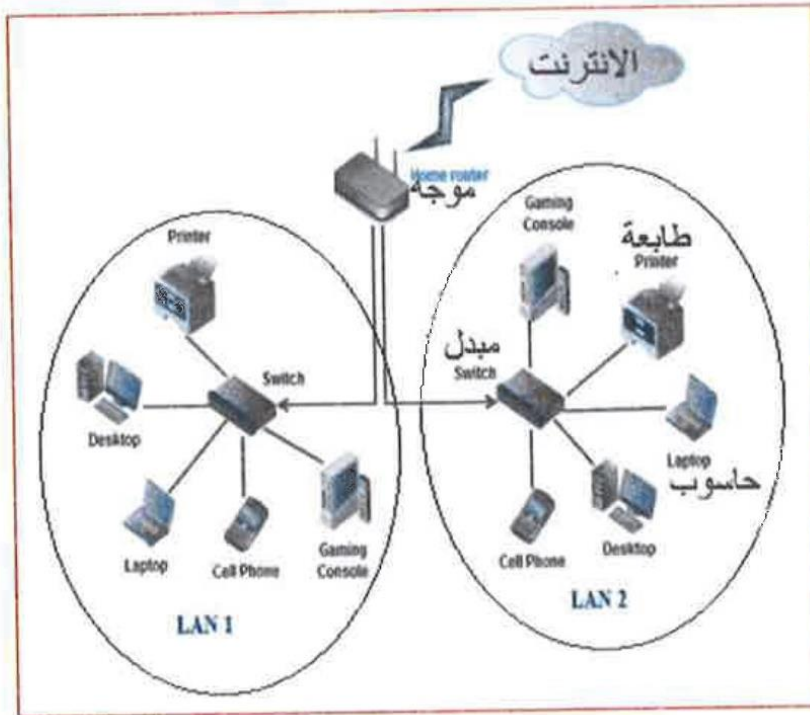 الانترنت
Home router
موجه
Printer
Switch
Desktop
Laptop
Cell Phone
Gaming
Console
LAN 1
Gaming
Console
طابعة
Printer
مبدل
Switch
Laptop
حاسوب
Cell Phone
Desktop
LAN 2